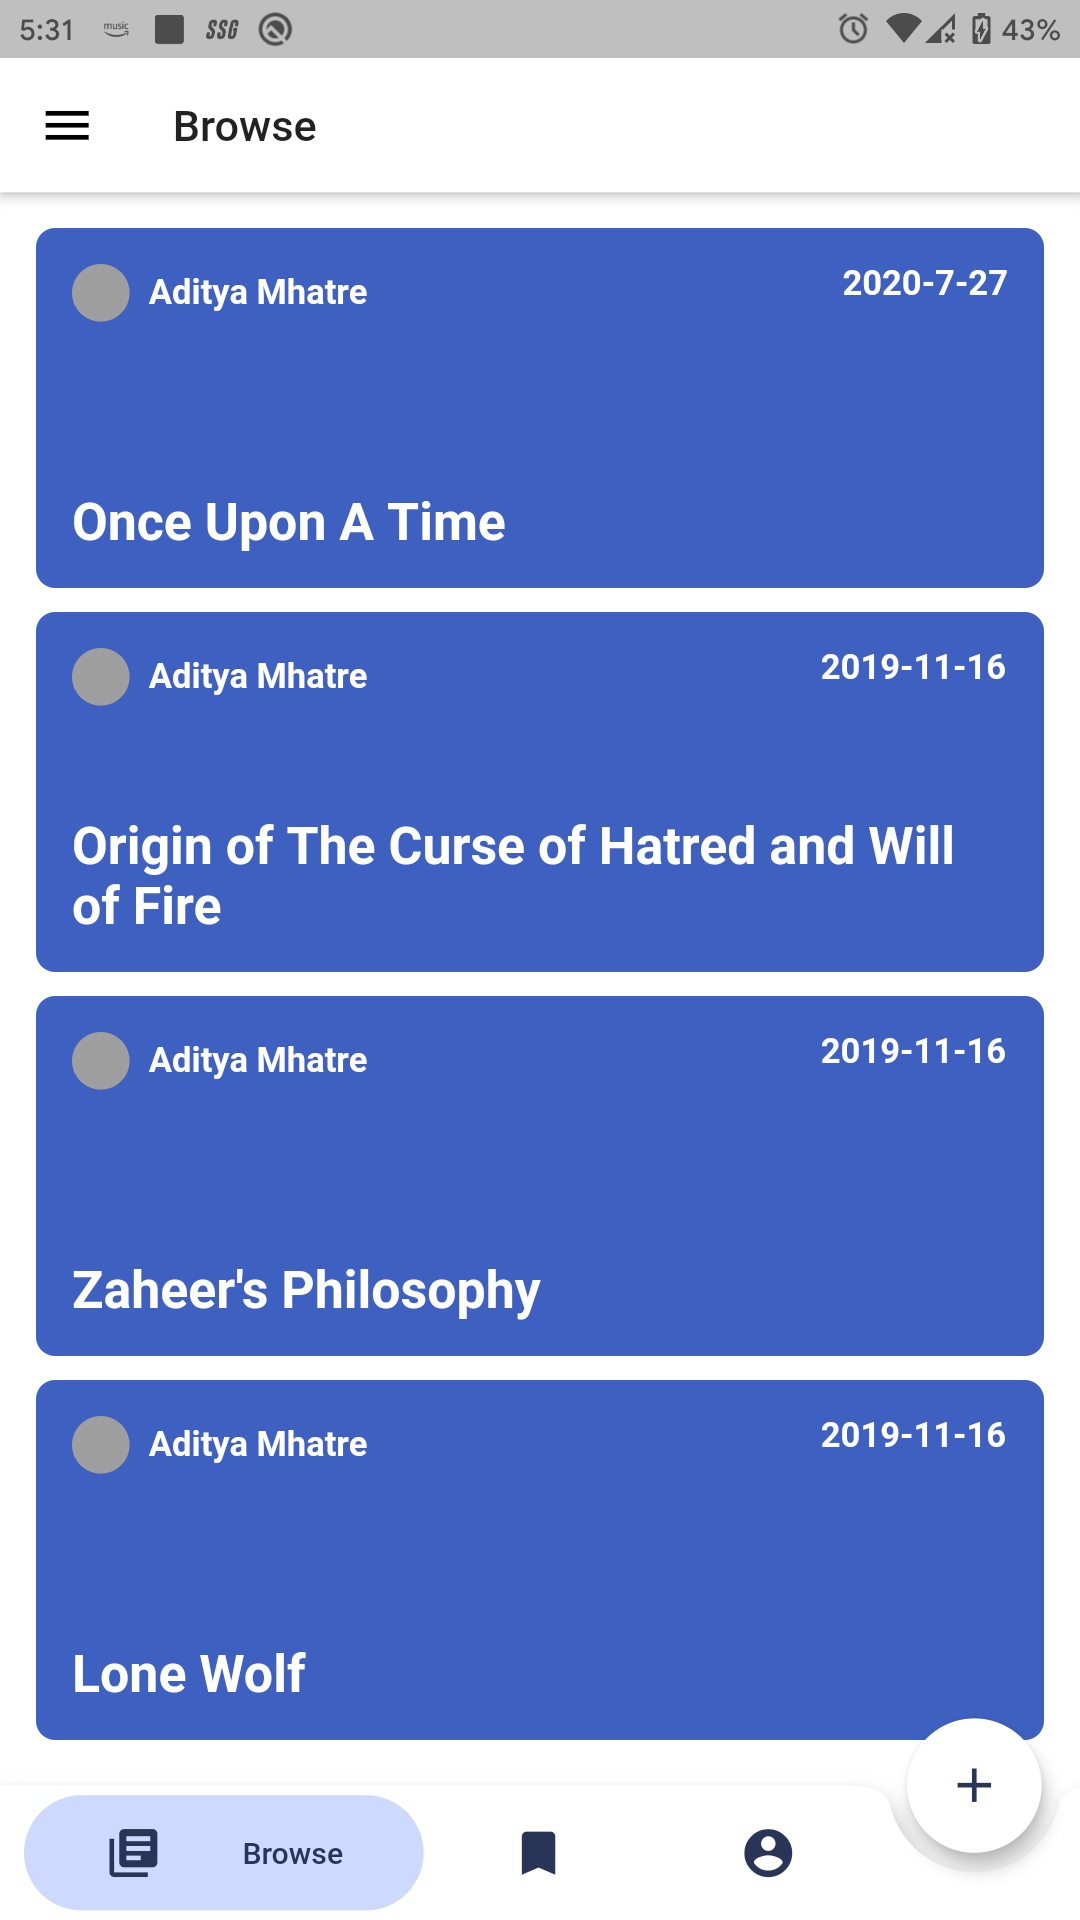 5:31 music SSG 43%
Browse
Aditya Mhatre 2020-7-27
Once Upon A Time
Aditya Mhatre 2019-11-16
Origin of The Curse of Hatred and Will
of Fire
Aditya Mhatre 2019-11-16
Zaheer's Philosophy
Aditya Mhatre 2019-11-16
Lone Wolf
Browse